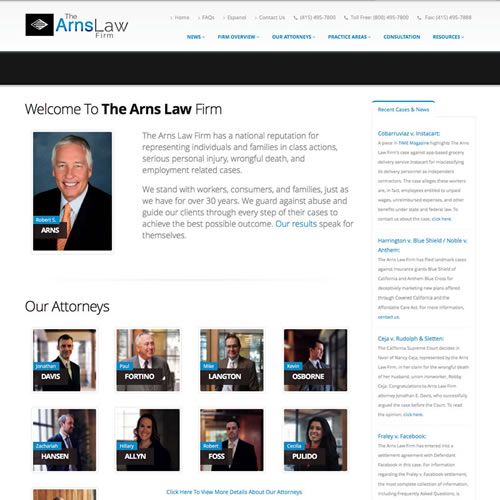 The
ArnsLaw
Firm
Home FAQs Espanol Contact Us (415) 495-7800 Toll Free: (800) 495-7800 Fax: (415) 495-7888
NEWS FIRM OVERVIEW OUR ATTORNEYS PRACTICE AREAS CONSULTATION RESOURCES
Welcome To The Arns Law Firm
Robert S.
ARNS
The Arns Law Firm has a national reputation for
representing individuals and families in class actions,
serious personal injury, wrongful death, and
employment related cases.
We stand with workers, consumers, and families, just as
we have for over 30 years. We guard against abuse and
guide our clients through every step of their cases to
achieve the best possible outcome. Our results speak for
themselves.
Our Attorneys
Jonathan
DAVIS
Paul
FORTINO
Mike
LANGTON
Kevin
OSBORNE
Zachariah
HANSEN
Hillary
ALLYN
Robert
FOSS
Cecilia
PULIDO
Click Here To View More Details About Our Attorneys
Recent Cases & News
Cobarruviaz v. Instacart:
A piece in TIME Magazine highlights The Arns
Law Firm's case against app-based grocery
delivery service Instacart for misclassifying
its delivery personnel as independent
contractors. The case alleges these workers
are, in fact, employees entitled to unpaid
wages, unreimbursed expenses, and other
benefits under state and federal law. To
contact us about the case, click here.
Harrington v. Blue Shield / Noble v.
Anthem:
The Arns Law Firm has filed landmark cases
against insurance giants Blue Shield of
California and Anthem Blue Cross for
deceptively marketing new plans offered
through Covered California and the
Affordable Care Act. For more information,
contact us.
Ceja v. Rudolph & Sletten:
The California Supreme Court decides in
favor of Nancy Ceja, represented by the Arns
Law Firm, in her claim for the wrongful death
of her husband, union ironworker, Robby
Ceja. Congratulations to Arns Law Firm
attorney Jonathan E. Davis, who successfully
argued the case before the Court. To read
the opinion, click here.
Fraley v. Facebook:
The Arns Law Firm has entered into a
settlement agreement with Defendant
Facebook in this case. For information
regarding the Fraley v. Facebook settlement,
the most complete collection of information,
including Frequently Asked Questions, is